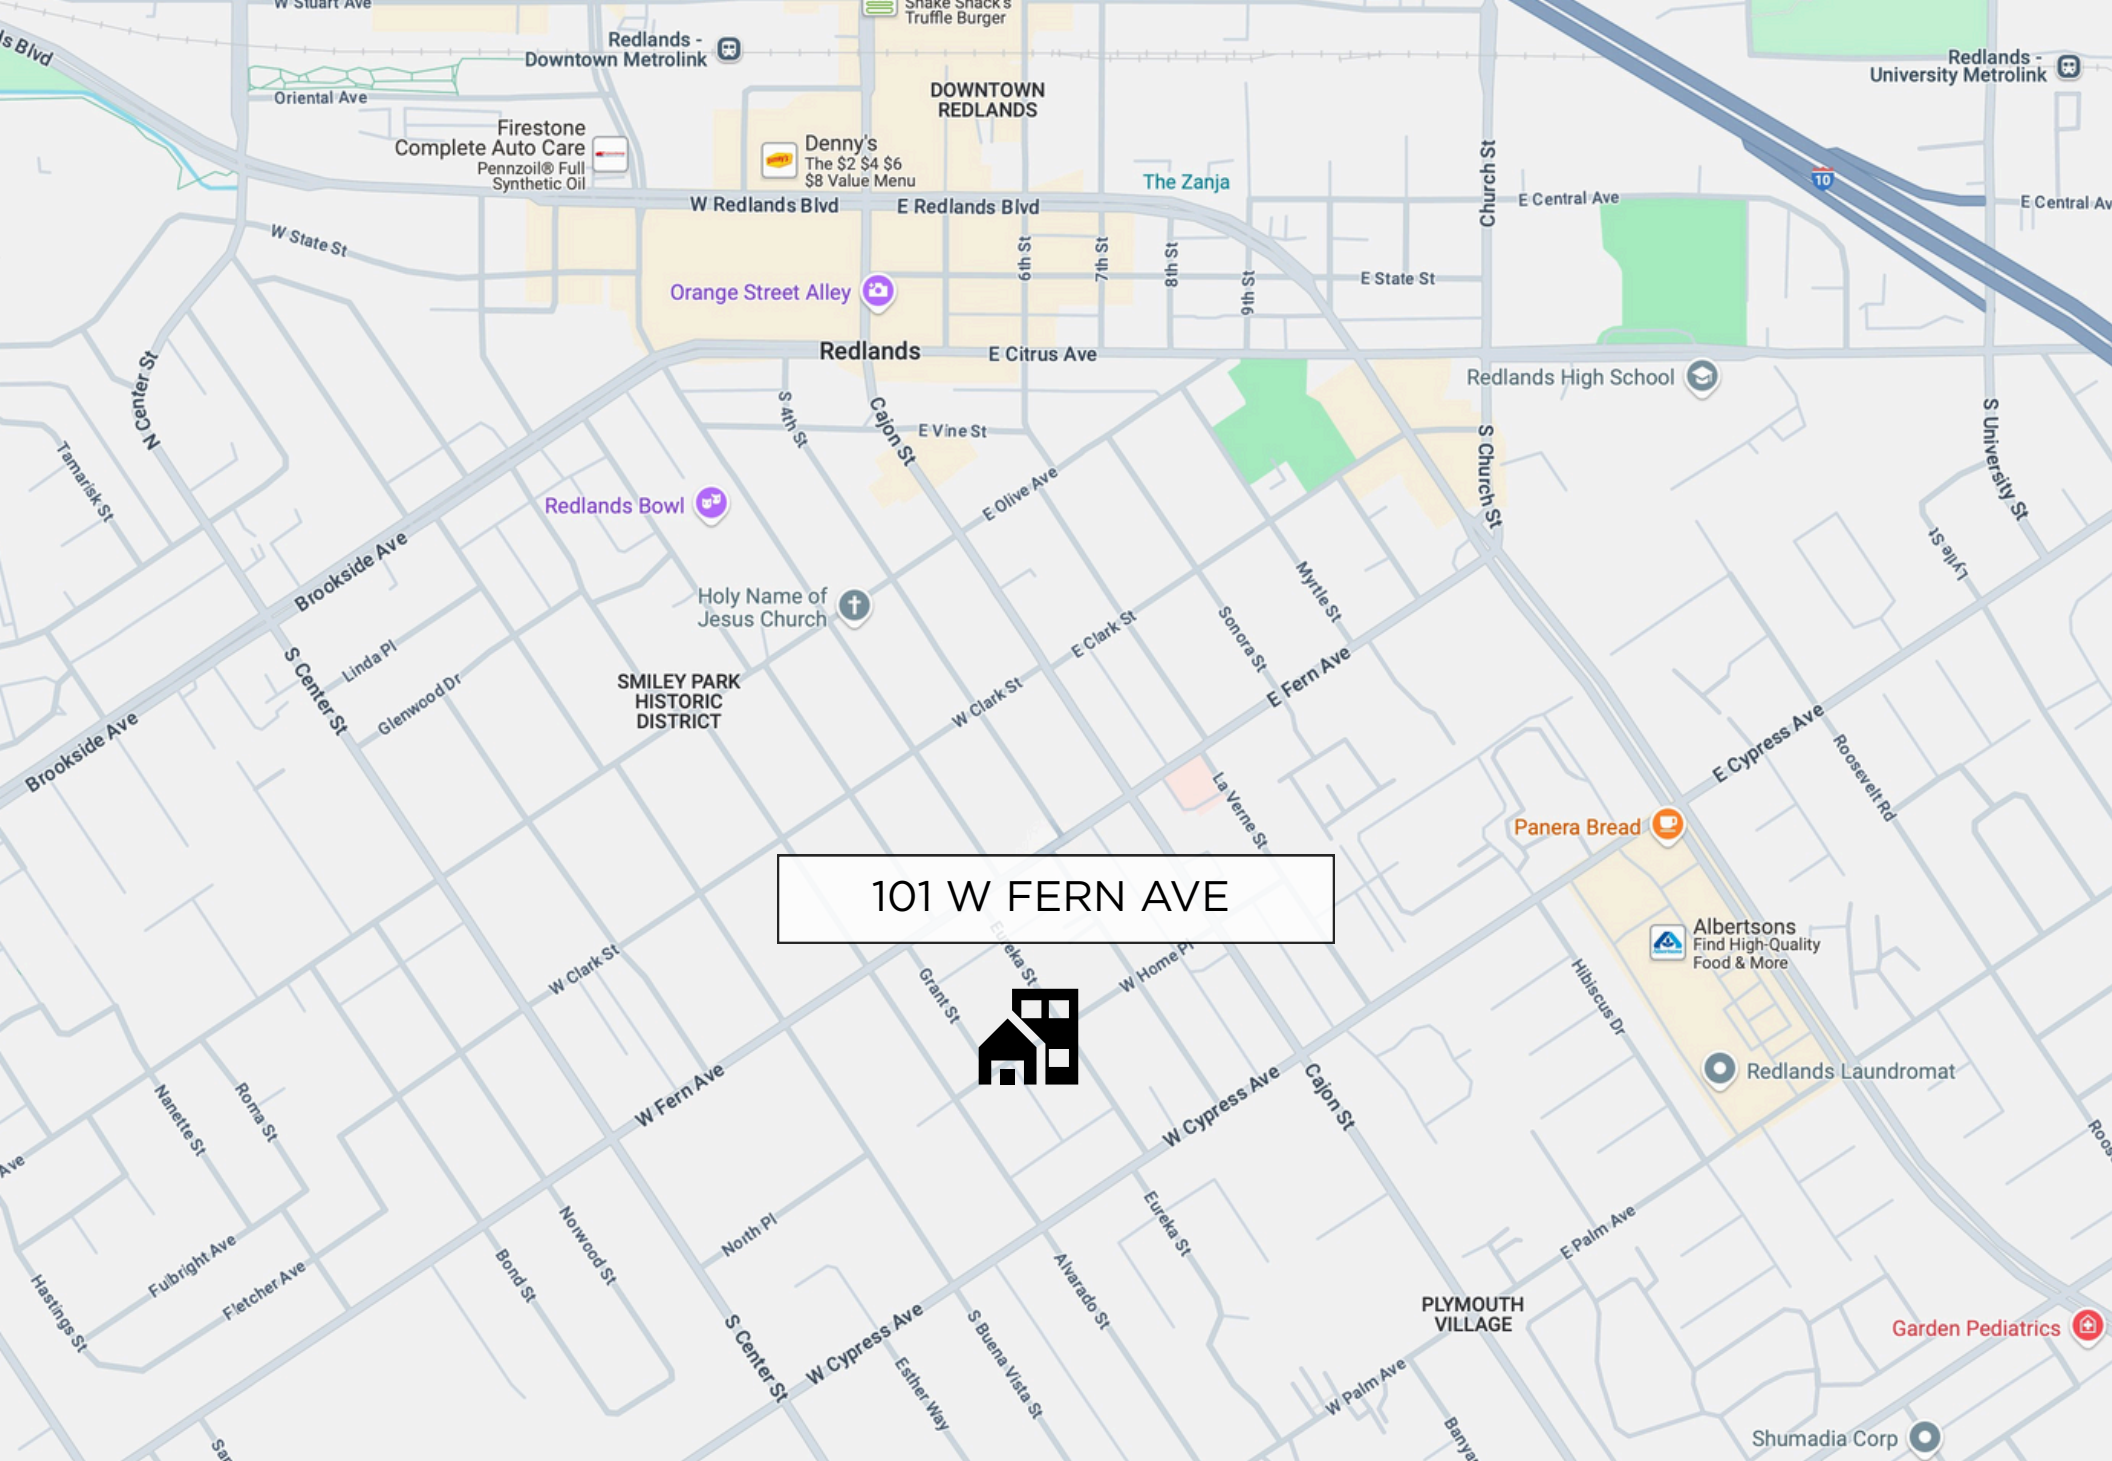 W Stuart Ave
Shake Shack's
Truffle Burger
ls Blvd
Redlands -
Downtown Metrolink
Redlands -
University Metrolink
Oriental Ave
DOWNTOWN
REDLANDS
Firestone
Complete Auto Care
Pennzoil® Full
Synthetic Oil
Denny's
Denny's
The $2 $4 $6
$8 Value Menu
The Zanja
Church St
10
E Central Ave
E Central Av
W Redlands Blvd
E Redlands Blvd
W State St
6th St
7th St
8th St
9th St
E State St
Orange Street Alley
Redlands
E Citrus Ave
Redlands High School
N Center St
S 4th St
Cajon St
E Vine St
S Church St
S University St
Tamarisk St
Redlands Bowl
E Olive Ave
Brookside Ave
Lytle St
Myrtle St
Holy Name of
Jesus Church
E Clark St
Sonora St
Linda Pl
S Center St
Glenwood Dr
SMILEY PARK
HISTORIC
DISTRICT
W Clark St
E Fern Ave
Brookside Ave
E Cypress Ave
Roosevelt Rd
La Verne St
Panera Bread
101 W FERN AVE
Albertsons
Find High-Quality
Food & More
Eureka St
W Home Pl
W Clark St
Grant St
Hibiscus Dr
Redlands Laundromat
W Fern Ave
W Cypress Ave
Cajon St
Nanette St
Roma St
Roos
Ave
Eureka St
North Pl
Norwood St
E Palm Ave
Fulbright Ave
Fletcher Ave
Bond St
Alvarado St
Hastings St
PLYMOUTH
VILLAGE
Garden Pediatrics
S Center St
W Cypress Ave
S Buena Vista St
Esther Way
W Palm Ave
Banya
San
Shumadia Corp